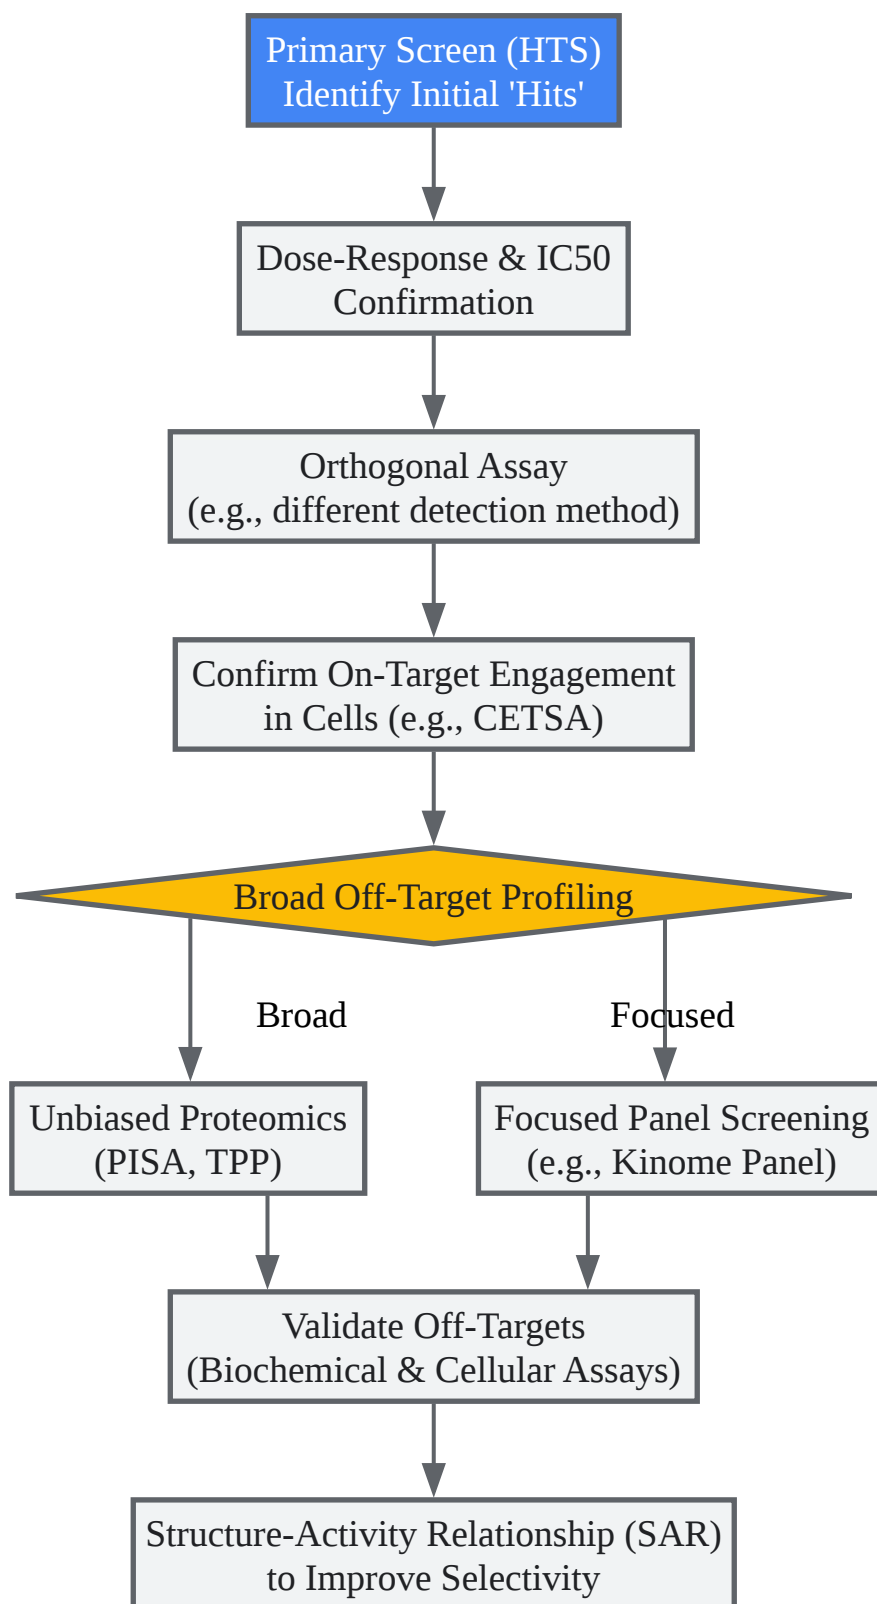 Primary Screen (HTS)
Identify Initial 'Hits'
Dose-Response & IC50
Confirmation
Orthogonal Assay
(e.g., different detection method)
Confirm On-Target Engagement
in Cells (e.g., CETSA)
Broad Off-Target Profiling
Broad
Focused
Unbiased Proteomics
(PISA, TPP)
Focused Panel Screening
(e.g., Kinome Panel)
Validate Off-Targets
(Biochemical & Cellular Assays)
Structure-Activity Relationship (SAR)
to Improve Selectivity